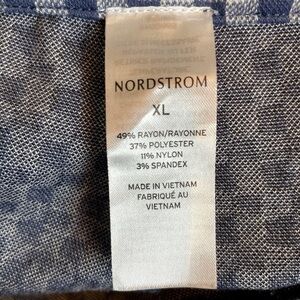 NORDSTROM
XL
49% RAYON/RAYONNE
37% POLYESTER
11% NYLON
3% SPANDEX
MADE IN VIETNAM
FABRIQUÉ AU
VIETNAM